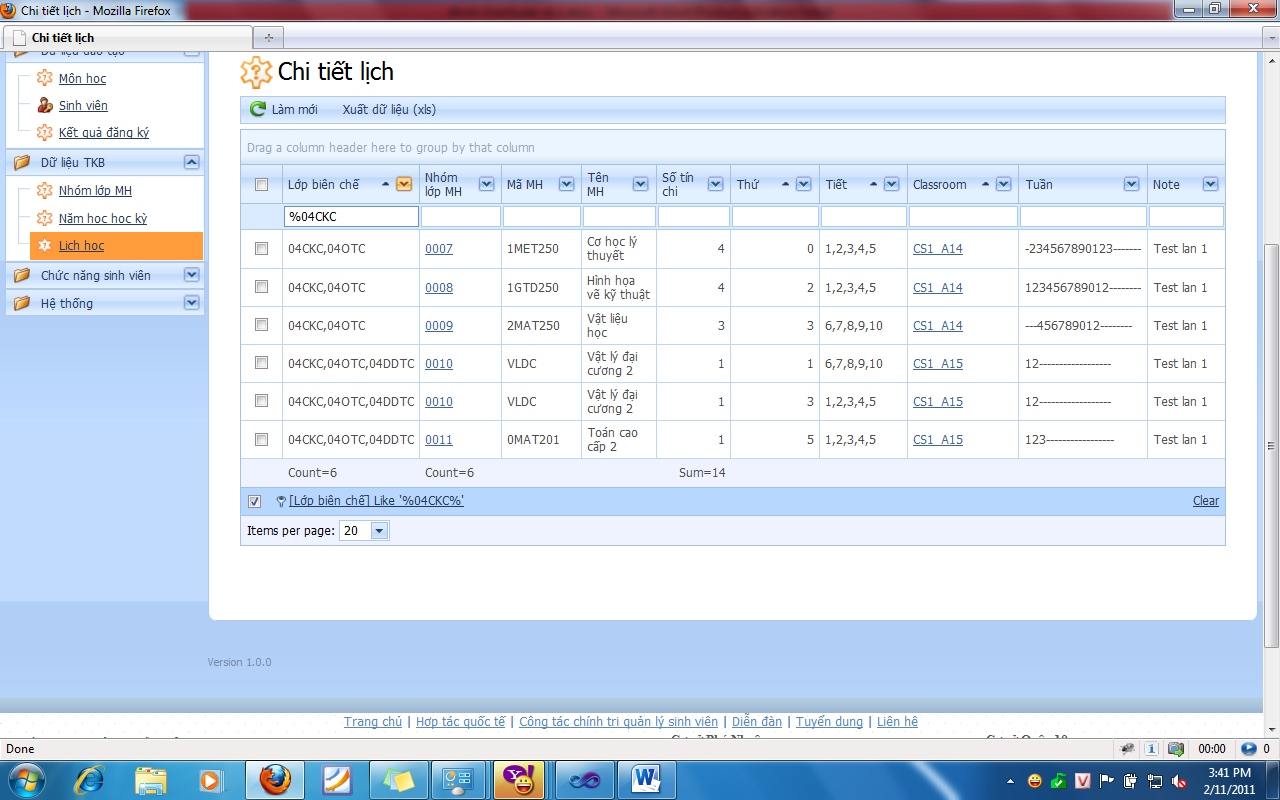 Chi tiết lịch - Mozilla Firefox
Chi tiết lịch
Dữ liệu đào tạo
Môn học
Sinh viên
Kết quả đăng ký
Dữ liệu TKB
Nhóm lớp MH
Năm học học kỳ
Lich học
Chức năng sinh viên
Hệ thống
Chi tiết lịch
Làm mới Xuất dữ liệu (xls)
Drag a column header here to group by that column
Lớp biên chế Nhóm lớp MH Mã MH Tên MH Số tín chi Thứ Tiết Classroom Tuần Note
%04CKC
04CKC,04OTC 0007 1MET250 Cơ học lý thuyết 4 0 1,2,3,4,5 CS1_A14 -234567890123------- Test lan 1
04CKC,04OTC 0008 1GTD250 Hình họa vẽ kỹ thuật 4 2 1,2,3,4,5 CS1_A14 123456789012-------- Test lan 1
04CKC,04OTC 0009 2MAT250 Vật liệu học 3 3 6,7,8,9,10 CS1_A14 ---456789012-------- Test lan 1
04CKC,04OTC,04DDTC 0010 VLDC Vật lý đại cương 2 1 1 6,7,8,9,10 CS1_A15 12------------------ Test lan 1
04CKC,04OTC,04DDTC 0010 VLDC Vật lý đại cương 2 1 3 1,2,3,4,5 CS1_A15 12------------------ Test lan 1
04CKC,04OTC,04DDTC 0011 0MAT201 Toán cao cấp 2 1 5 1,2,3,4,5 CS1_A15 123----------------- Test lan 1
Count=6 Count=6 Sum=14
[Lớp biên chế] Like '%04CKC%' Clear
Items per page: 20
Version 1.0.0
Trang chủ | Hợp tác quốc tế | Công tác chính trị quản lý sinh viên | Diễn đàn | Tuyển dung | Liên hê
Done 00:00 0
3:41 PM
2/11/2011